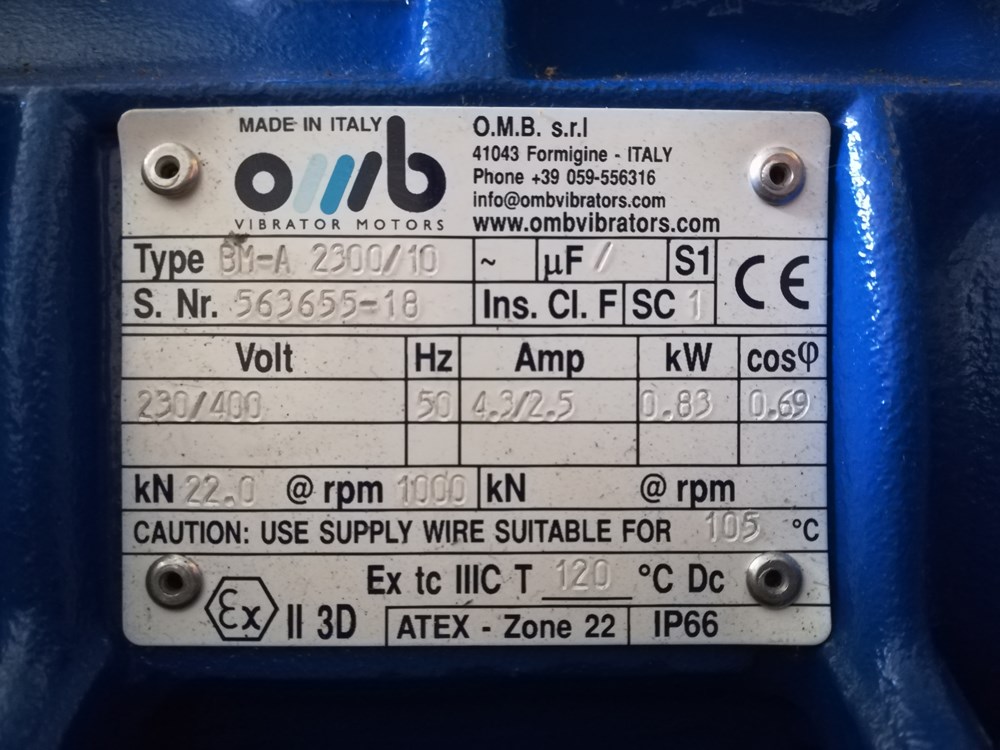 MADE IN ITALY
omb
VIBRATOR MOTORS
O.M.B. s.r.l
41043 Formigine - ITALY
Phone +39 059-556316
info@ombvibrators.com
www.ombvibrators.com
Type BM-A 2300/10 ~ µF / S1
S. Nr. 563655-18 Ins. Cl. F SC 1 CE
Volt Hz Amp kW cosφ
230/400 50 4.3/2.5 0.83 0.69
kN 22.0 @ rpm 1000 kN @ rpm
CAUTION: USE SUPPLY WIRE SUITABLE FOR 105 °C
Ex tc IIIC T 120 °C Dc
Ex II 3D ATEX - Zone 22 IP66